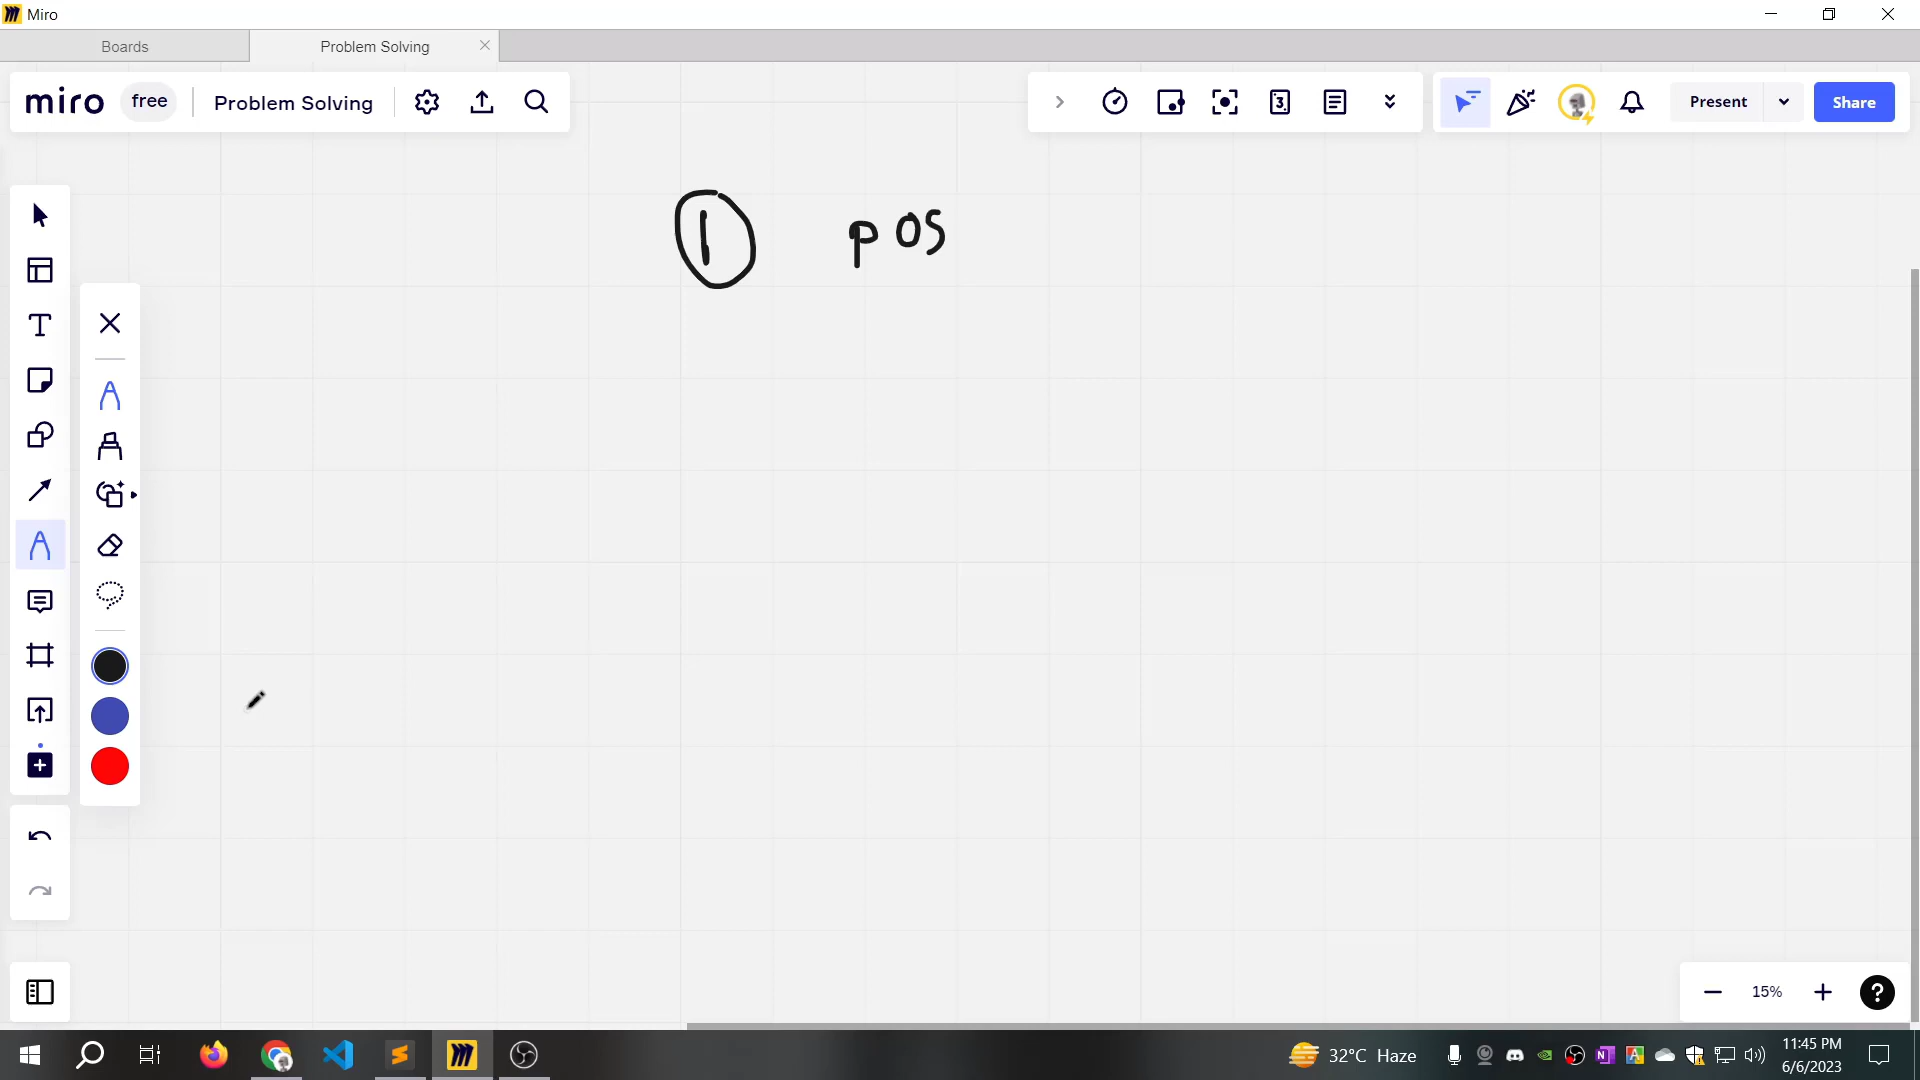 Miro
Boards
Problem Solving
miro
free
Problem Solving
3
Present
Share
1 pos
15%
?
32°C Haze
11:45 PM
6/6/2023